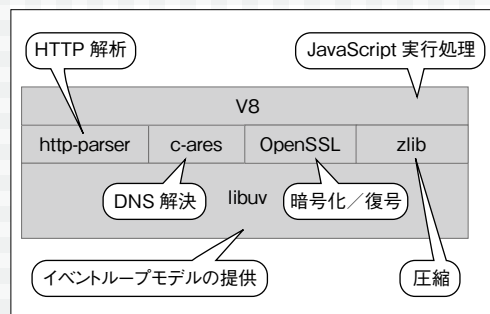 HTTP 解析
JavaScript 実行処理
V8
http-parser
c-ares
OpenSSL
zlib
DNS 解決
libuv
暗号化／復号
イベントループモデルの提供
圧縮